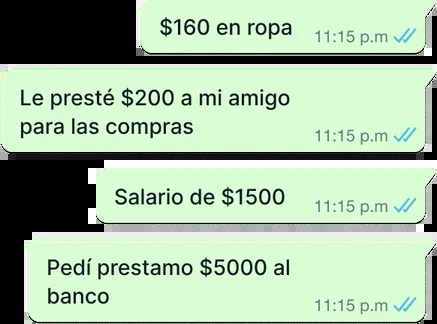 $160 en ropa
11:15 p.m
Le presté $200 a mi amigo
para las compras
11:15 p.m
Salario de $1500
11:15 p.m
Pedí prestamo $5000 al
banco
11:15 p.m